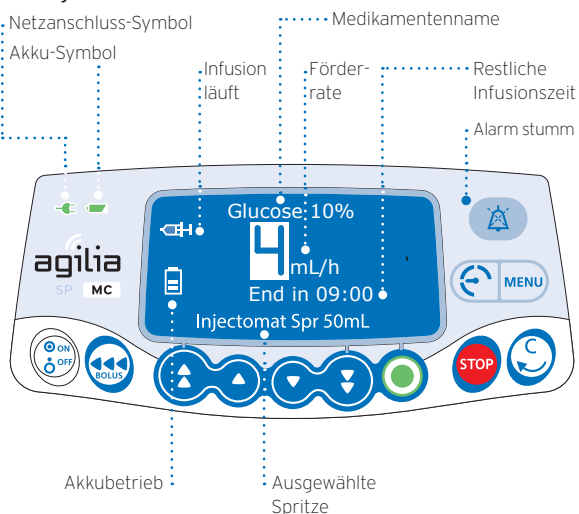 Netzanschluss-Symbol
Medikamentenname
Akku-Symbol
Infusion
läuft
Förder-
rate
Restliche
Infusionszeit
Alarm stumm
Glucose 10%
4 mL/h
End in 09:00
Injectomat Spr 50mL
agilia
SP MC
MENU
ON
OFF
BOLUS
STOP
C
Akkubetrieb
Ausgewählte
Spritze